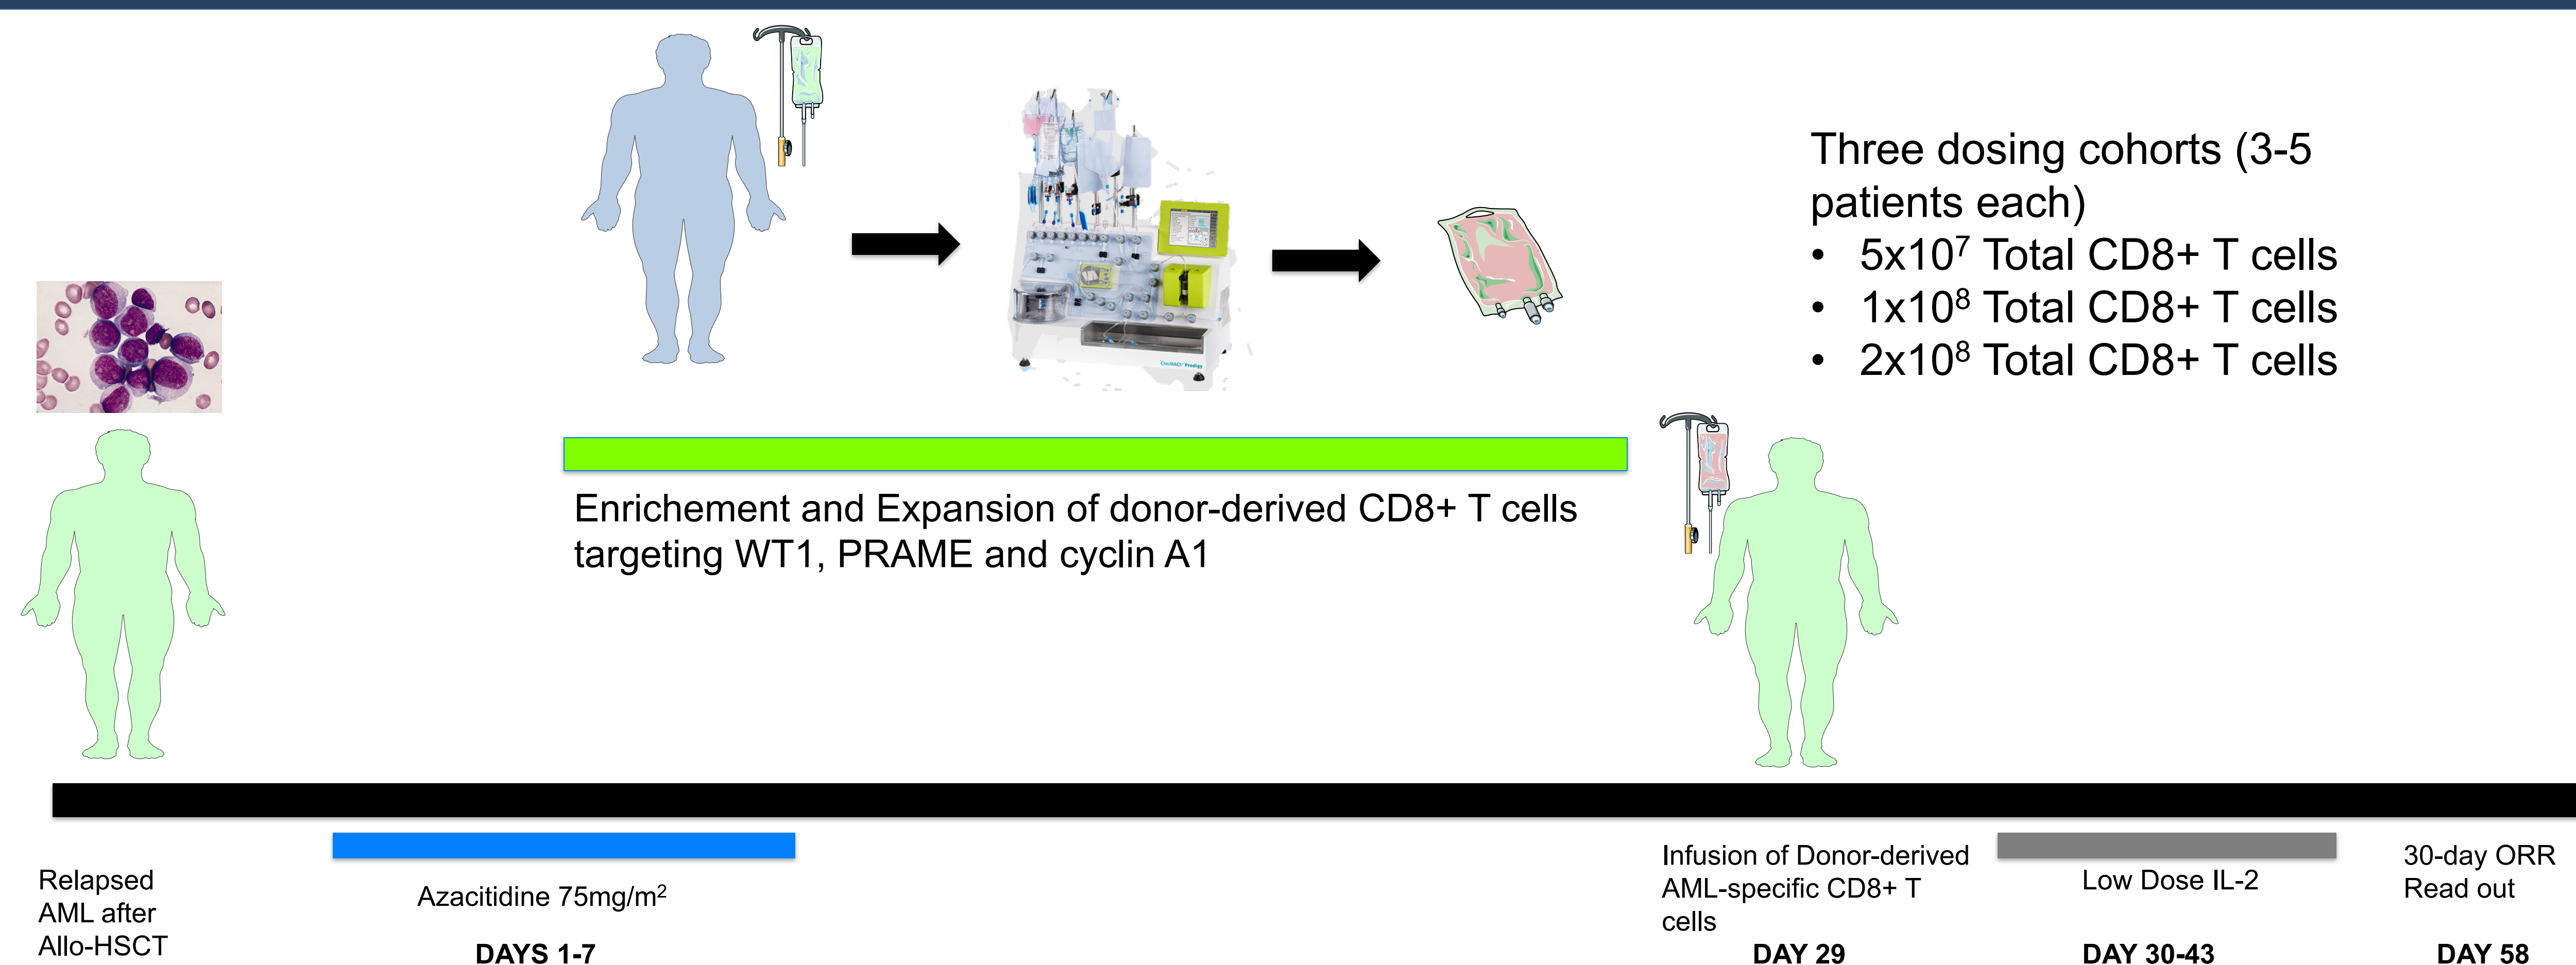 Three dosing cohorts (3-5
patients each)
• 5x10⁷ Total CD8+ T cells
• 1x10⁸ Total CD8+ T cells
• 2x10⁸ Total CD8+ T cells
CliniMACS® Prodigy
Enrichement and Expansion of donor-derived CD8+ T cells
targeting WT1, PRAME and cyclin A1
Relapsed
AML after
Allo-HSCT
Azacitidine 75mg/m²
DAYS 1-7
Infusion of Donor-derived
AML-specific CD8+ T
cells
DAY 29
Low Dose IL-2
DAY 30-43
30-day ORR
Read out
DAY 58